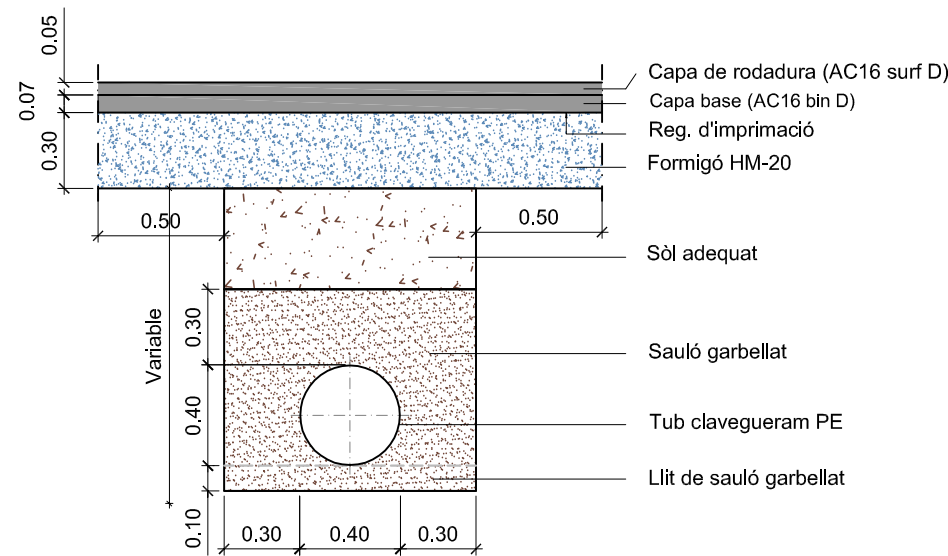 0.05
0.07
0.30
Capa de rodadura (AC16 surf D)
Capa base (AC16 bin D)
Reg. d'imprimació
Formigó HM-20
0.50
0.50
Sòl adequat
Variable
0.30
Sauló garbellat
0.40
Tub clavegueram PE
Llit de sauló garbellat
0.10
0.30
0.40
0.30